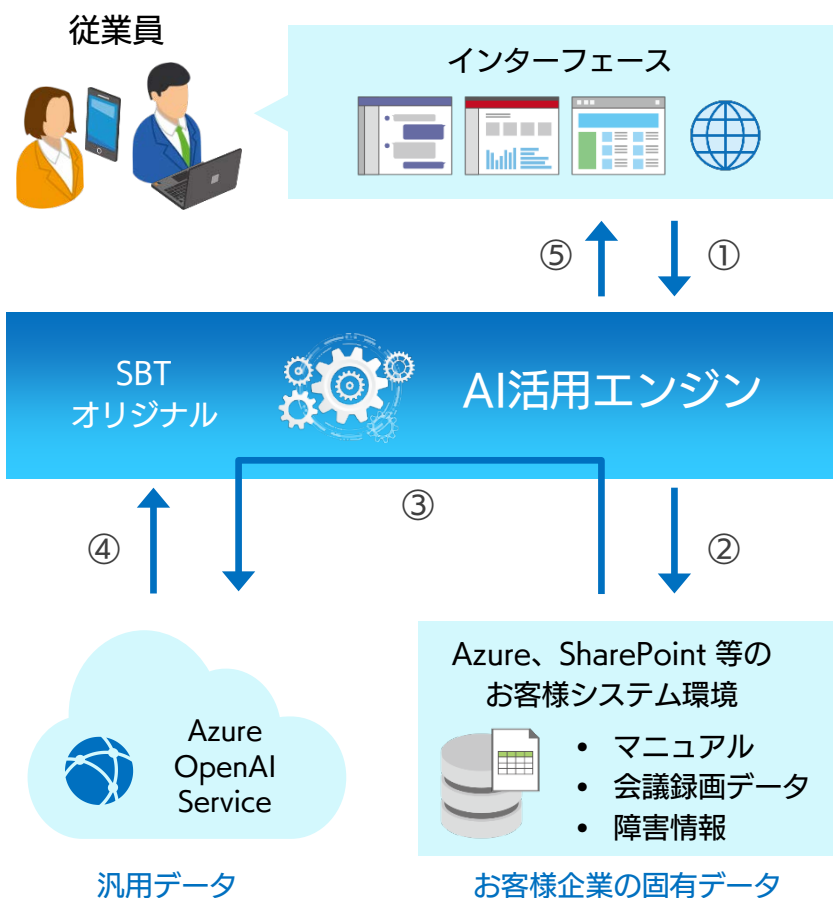 従業員
インターフェース
⑤
①
SBT
オリジナル
AI活用エンジン
③
④
②
Azure
OpenAI
Service
Azure、SharePoint 等の
お客様システム環境
• マニュアル
• 会議録画データ
• 障害情報
汎用データ
お客様企業の固有データ